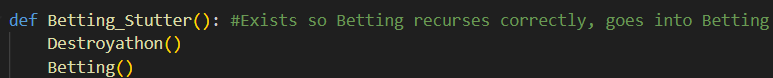 def Betting_Stutter(): #Exists so Betting recurses correctly, goes into Betting
Destroyathon()
Betting()